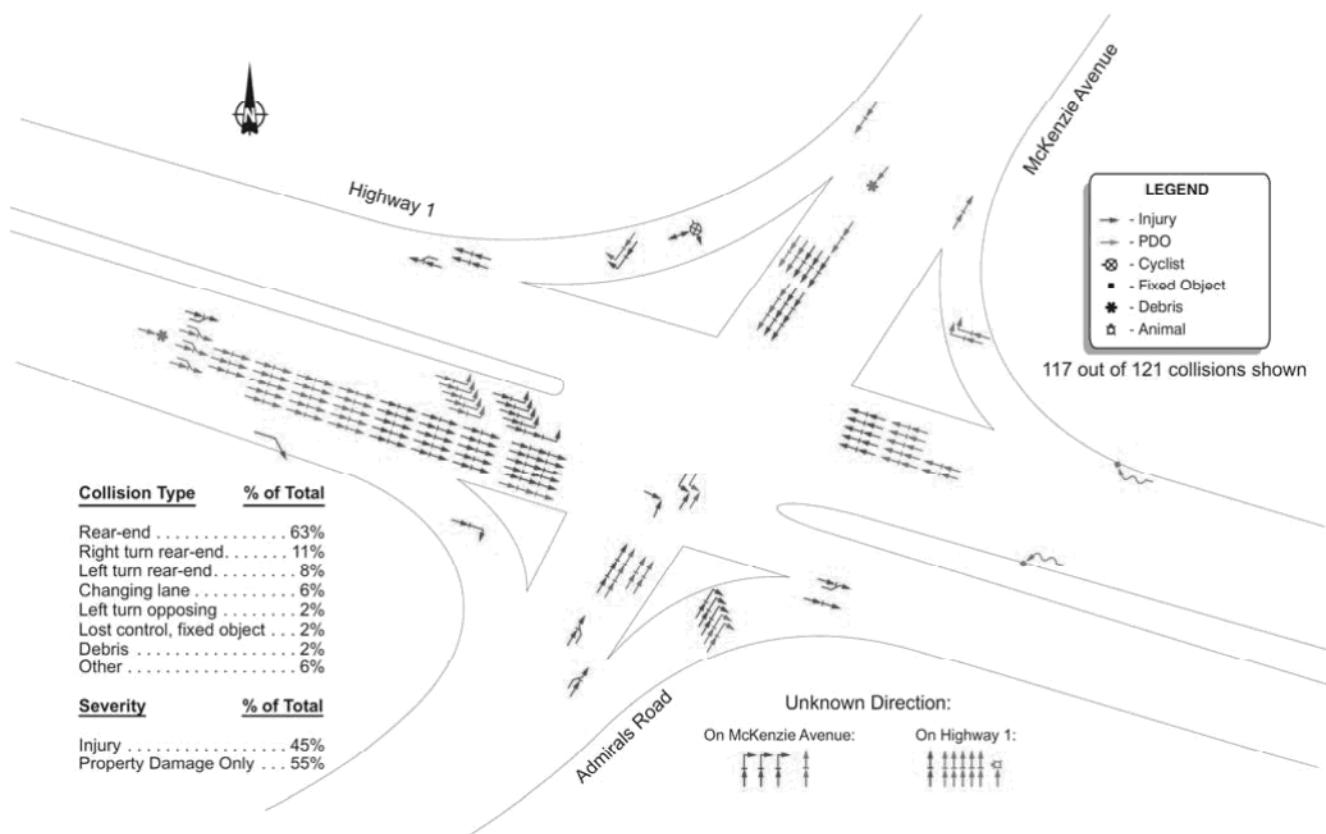 N
Highway 1
McKenzie Avenue
LEGEND
- Injury
- PDO
- Cyclist
- Fixed Object
- Debris
- Animal
117 out of 121 collisions shown
Collision Type % of Total
Rear-end . . . . . . . . . . . . . . . 63%
Right turn rear-end. . . . . . . 11%
Left turn rear-end. . . . . . . . . 8%
Changing lane . . . . . . . . . . . 6%
Left turn opposing . . . . . . . . 2%
Lost control, fixed object . . . 2%
Debris . . . . . . . . . . . . . . . . . 2%
Other . . . . . . . . . . . . . . . . . . 6%
Severity % of Total
Injury . . . . . . . . . . . . . . . . . 45%
Property Damage Only . . . 55%
Admirals Road
Unknown Direction:
On McKenzie Avenue: On Highway 1: